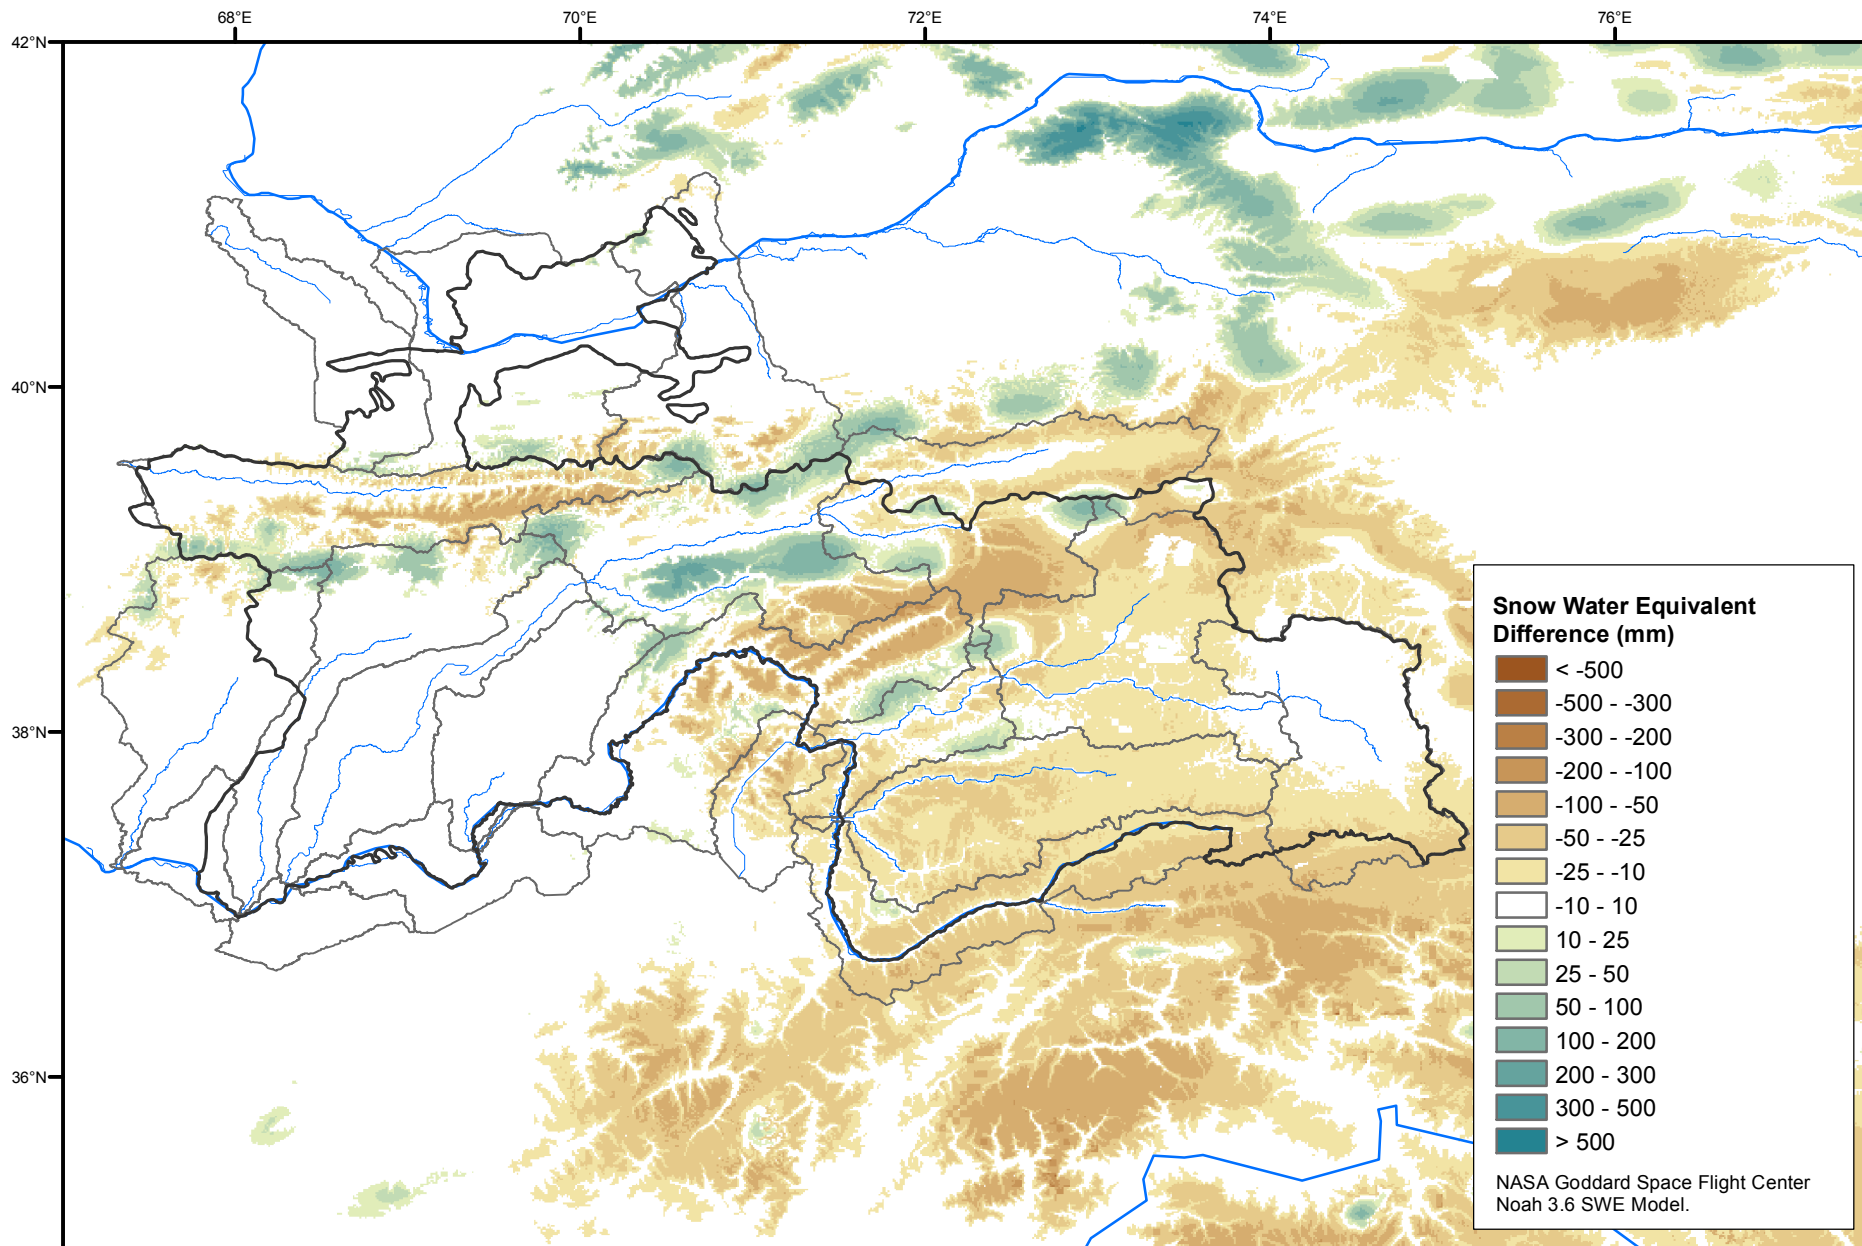 68°E
70°E
72°E
74°E
76°E
42°N
40°N
38°N
36°N
Snow Water Equivalent
Difference (mm)
< -500
-500 - -300
-300 - -200
-200 - -100
-100 - -50
-50 - -25
-25 - -10
-10 - 10
10 - 25
25 - 50
50 - 100
100 - 200
200 - 300
300 - 500
> 500
NASA Goddard Space Flight Center
Noah 3.6 SWE Model.